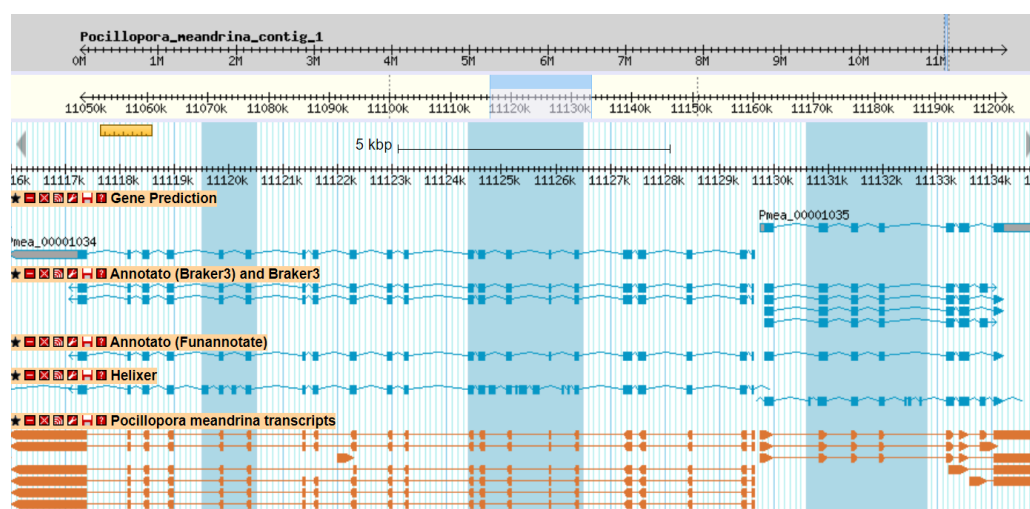 Pocillopora_meandrina_contig_1
0M 1M 2M 3M 4M 5M 6M 7M 8M 9M 10M 11M
11050k 11060k 11070k 11080k 11090k 11100k 11110k 11120k 11130k 11140k 11150k 11160k 11170k 11180k 11190k 11200k
5 kbp
16k 11117k 11118k 11119k 11120k 11121k 11122k 11123k 11124k 11125k 11126k 11127k 11128k 11129k 11130k 11131k 11132k 11133k 11134k 1
Gene Prediction
Pmea_00001035
Pmea_00001034
Annotato (Braker3) and Braker3
Annotato (Funannotate)
Helixer
Pocillopora meandrina transcripts